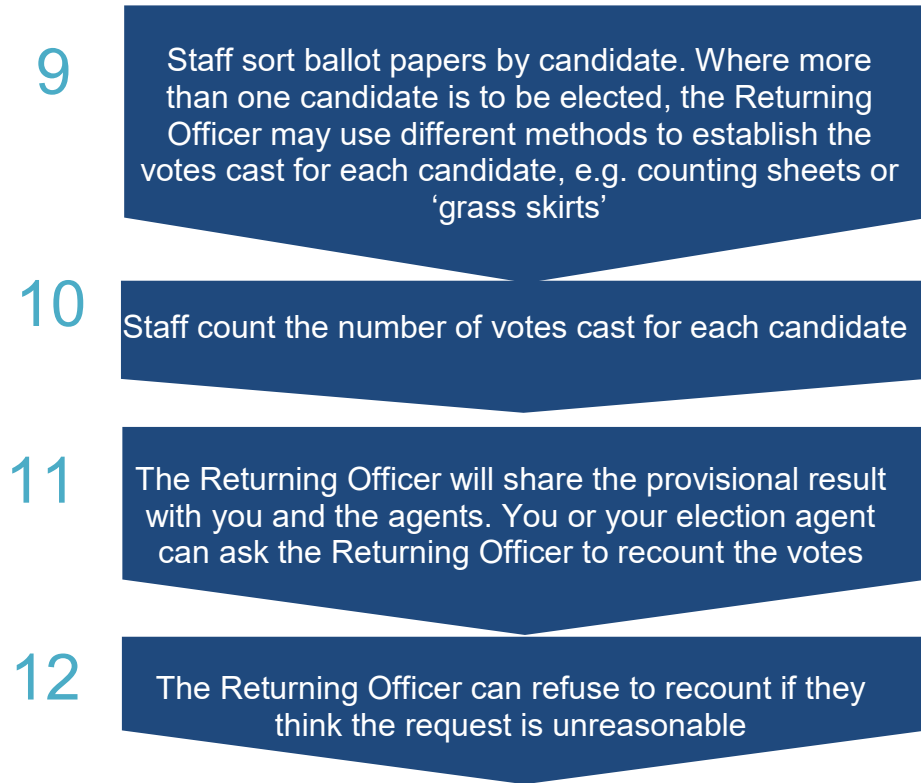 9
Staff sort ballot papers by candidate. Where more
than one candidate is to be elected, the Returning
Officer may use different methods to establish the
votes cast for each candidate, e.g. counting sheets or
‘grass skirts’
10
Staff count the number of votes cast for each candidate
11
The Returning Officer will share the provisional result
with you and the agents. You or your election agent
can ask the Returning Officer to recount the votes
12
The Returning Officer can refuse to recount if they
think the request is unreasonable